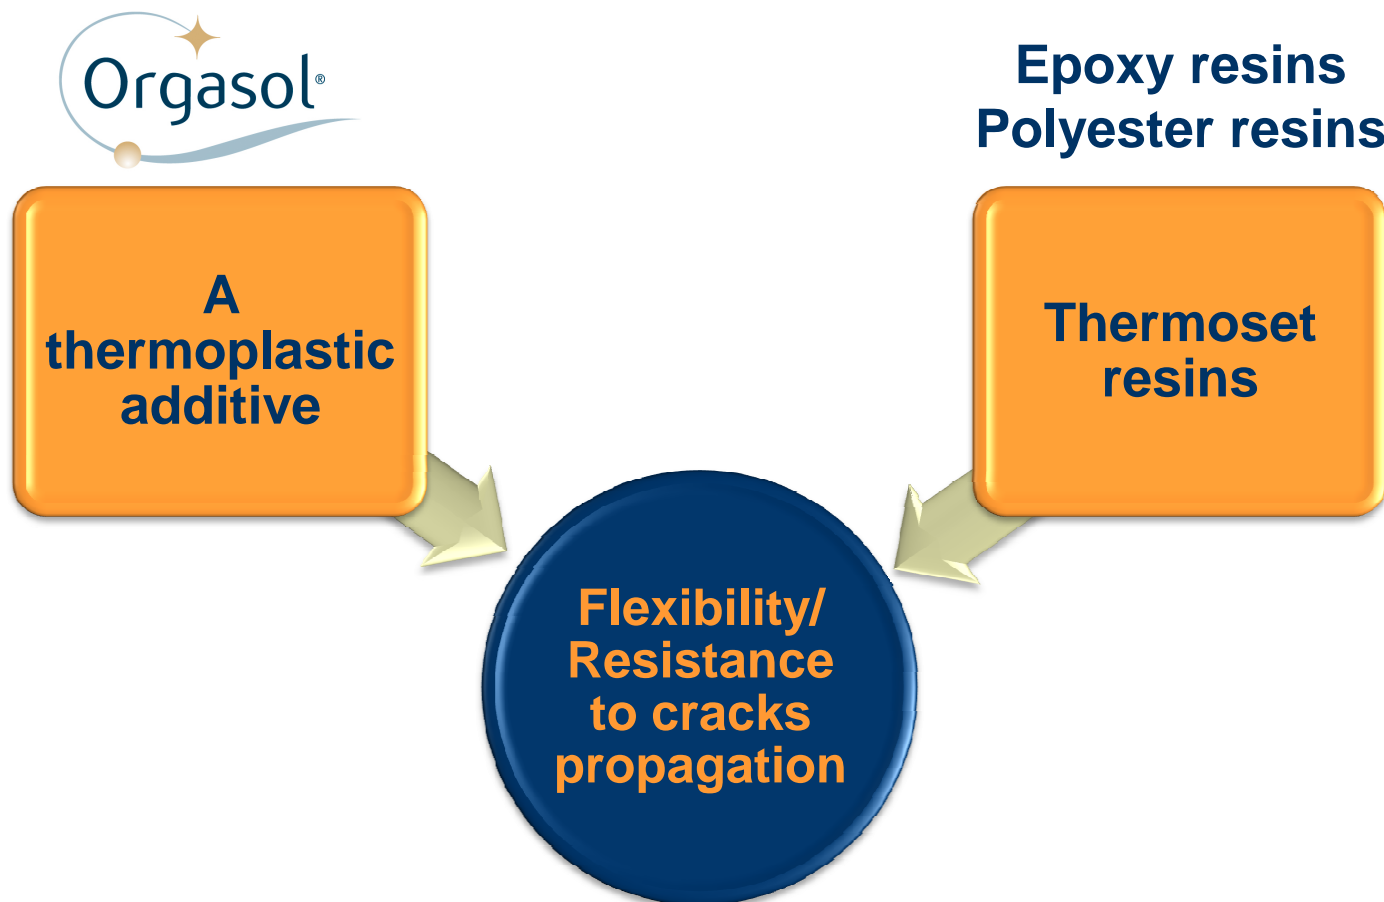 Orgasol®
Epoxy resins
Polyester resins
A
thermoplastic
additive
Thermoset
resins
Flexibility/
Resistance
to cracks
propagation